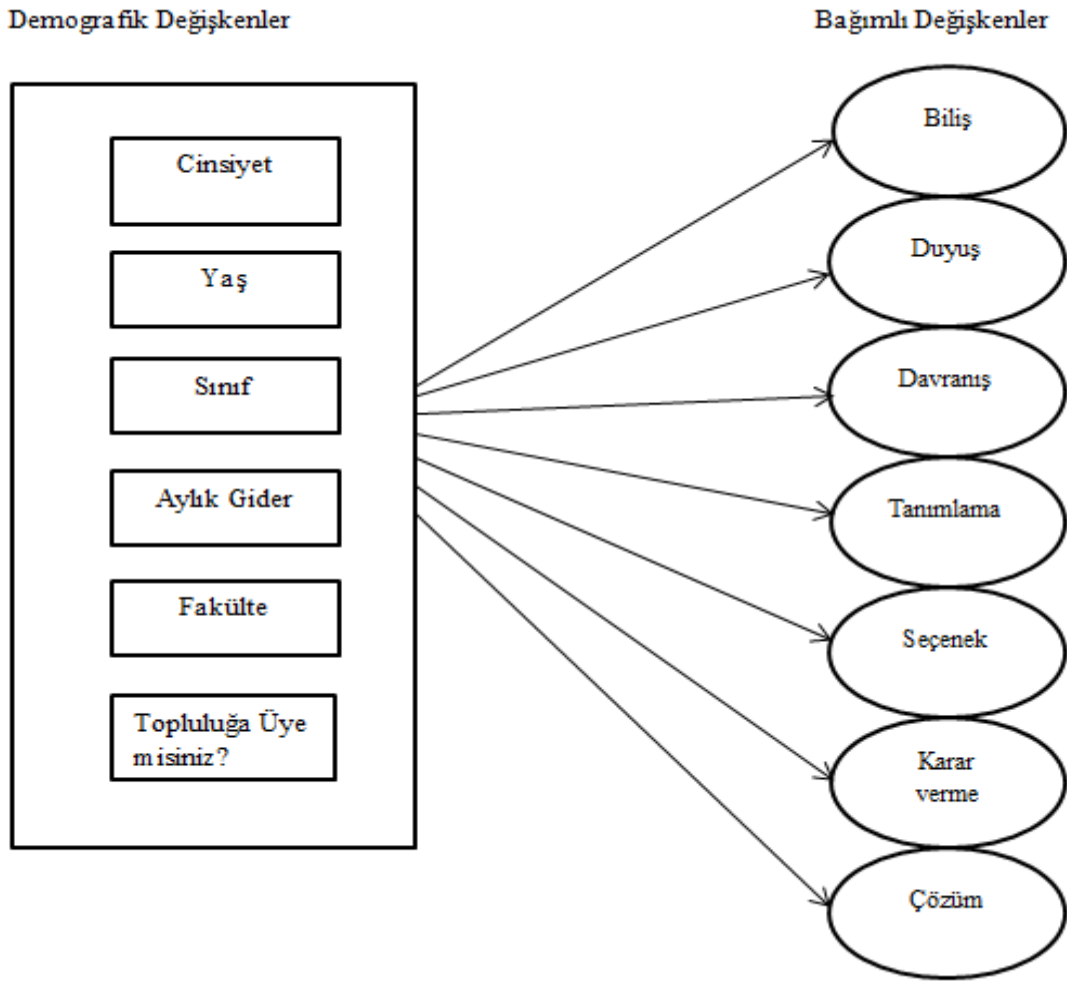 Demografik Değişkenler
Bağımlı Değişkenler
Cinsiyet
Yaş
Sınıf
Aylık Gider
Fakülte
Topluluğa Üye
misiniz?
Biliş
Duyuş
Davranış
Tanımlama
Seçenek
Karar
verme
Çözüm